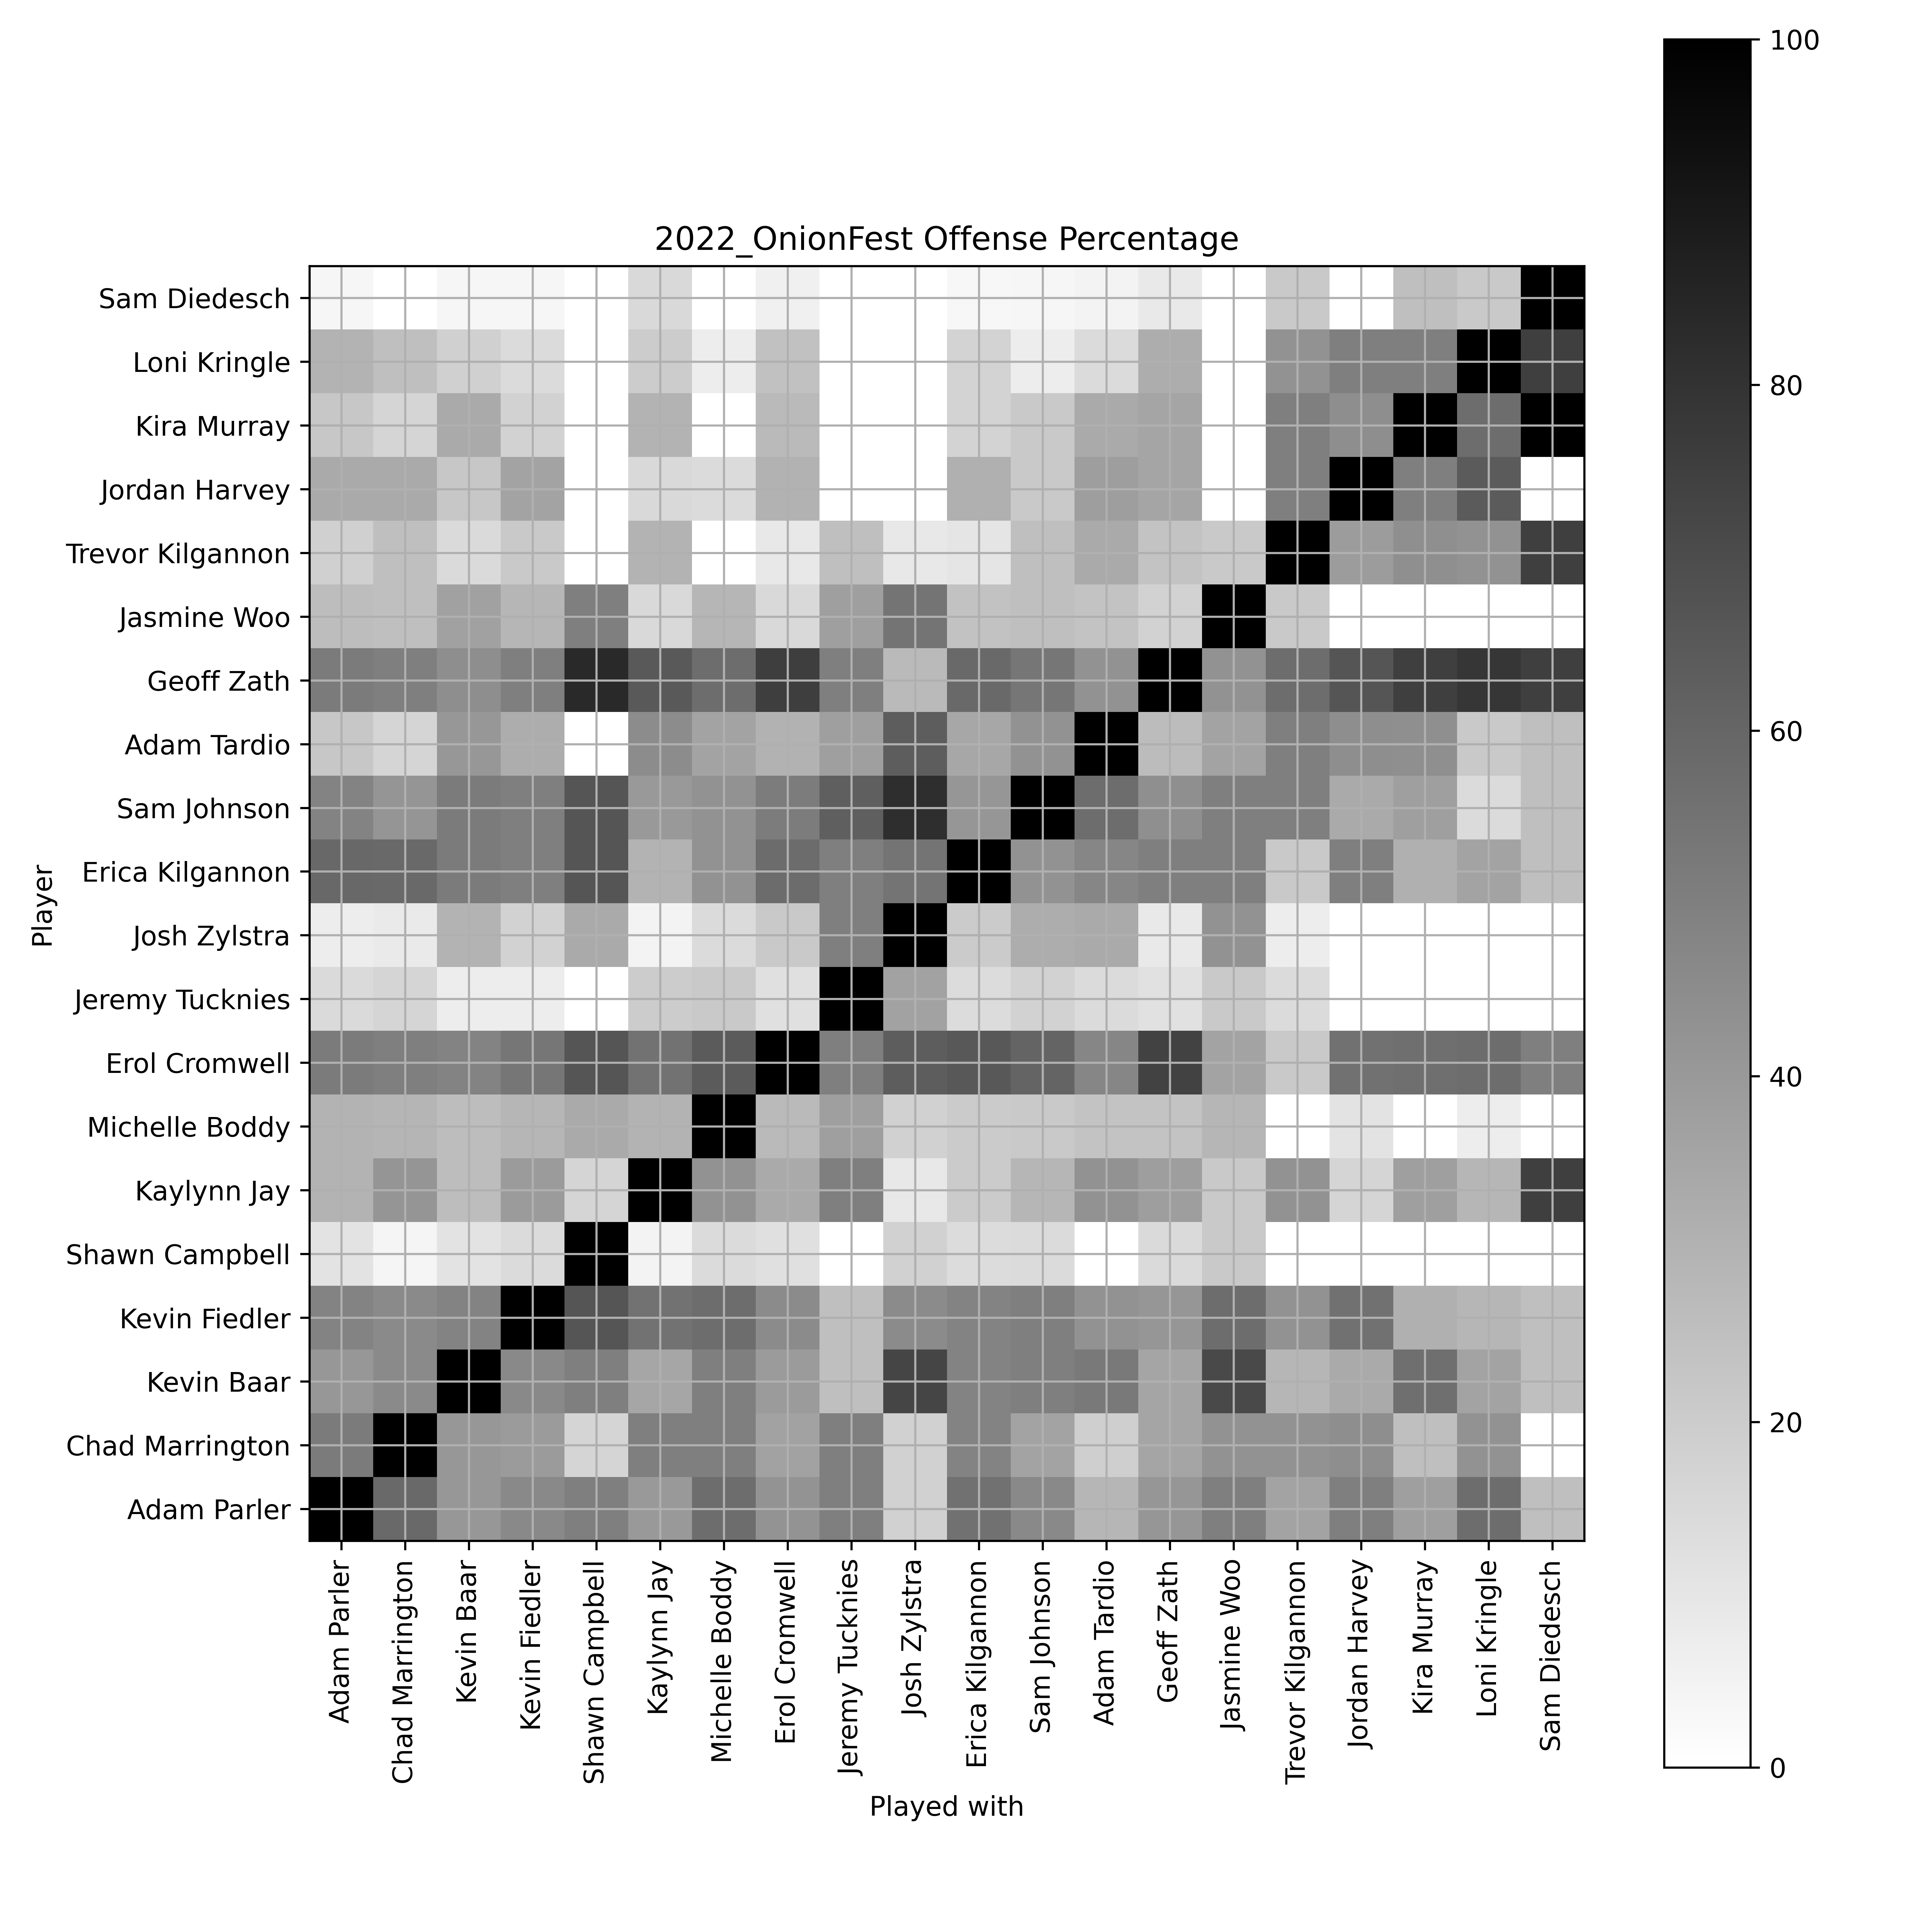 2022_OnionFest Offense Percentage
Player
Sam Diedesch
Loni Kringle
Kira Murray
Jordan Harvey
Trevor Kilgannon
Jasmine Woo
Geoff Zath
Adam Tardio
Sam Johnson
Erica Kilgannon
Josh Zylstra
Jeremy Tucknies
Erol Cromwell
Michelle Boddy
Kaylynn Jay
Shawn Campbell
Kevin Fiedler
Kevin Baar
Chad Marrington
Adam Parler
Adam Parler
Chad Marrington
Kevin Baar
Kevin Fiedler
Shawn Campbell
Kaylynn Jay
Michelle Boddy
Erol Cromwell
Jeremy Tucknies
Josh Zylstra
Erica Kilgannon
Sam Johnson
Adam Tardio
Geoff Zath
Jasmine Woo
Trevor Kilgannon
Jordan Harvey
Kira Murray
Loni Kringle
Sam Diedesch
Played with
100
80
60
40
20
0